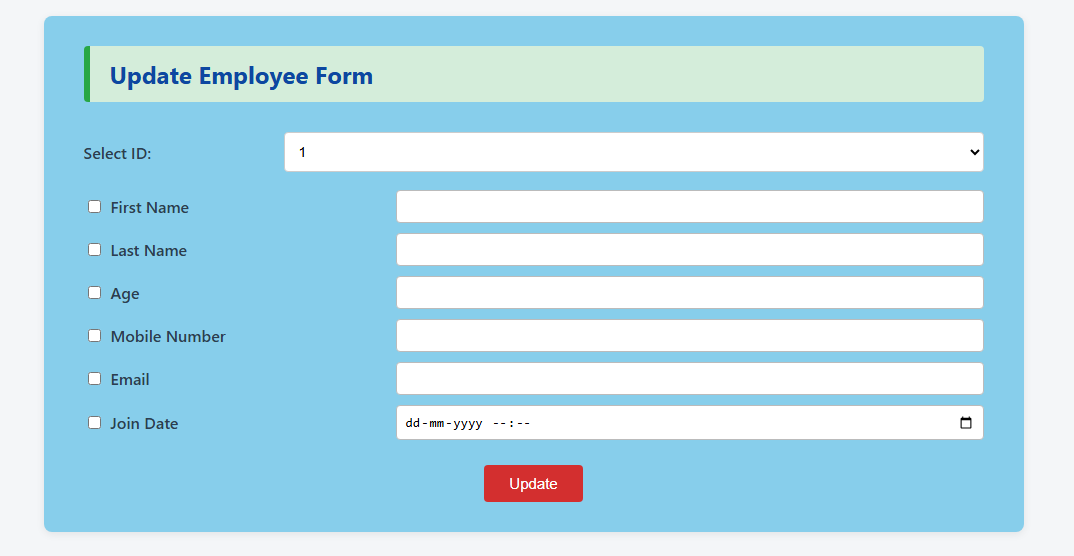 Update Employee Form
Select ID: 1
First Name
Last Name
Age
Mobile Number
Email
Join Date dd-mm-yyyy --:--
Update